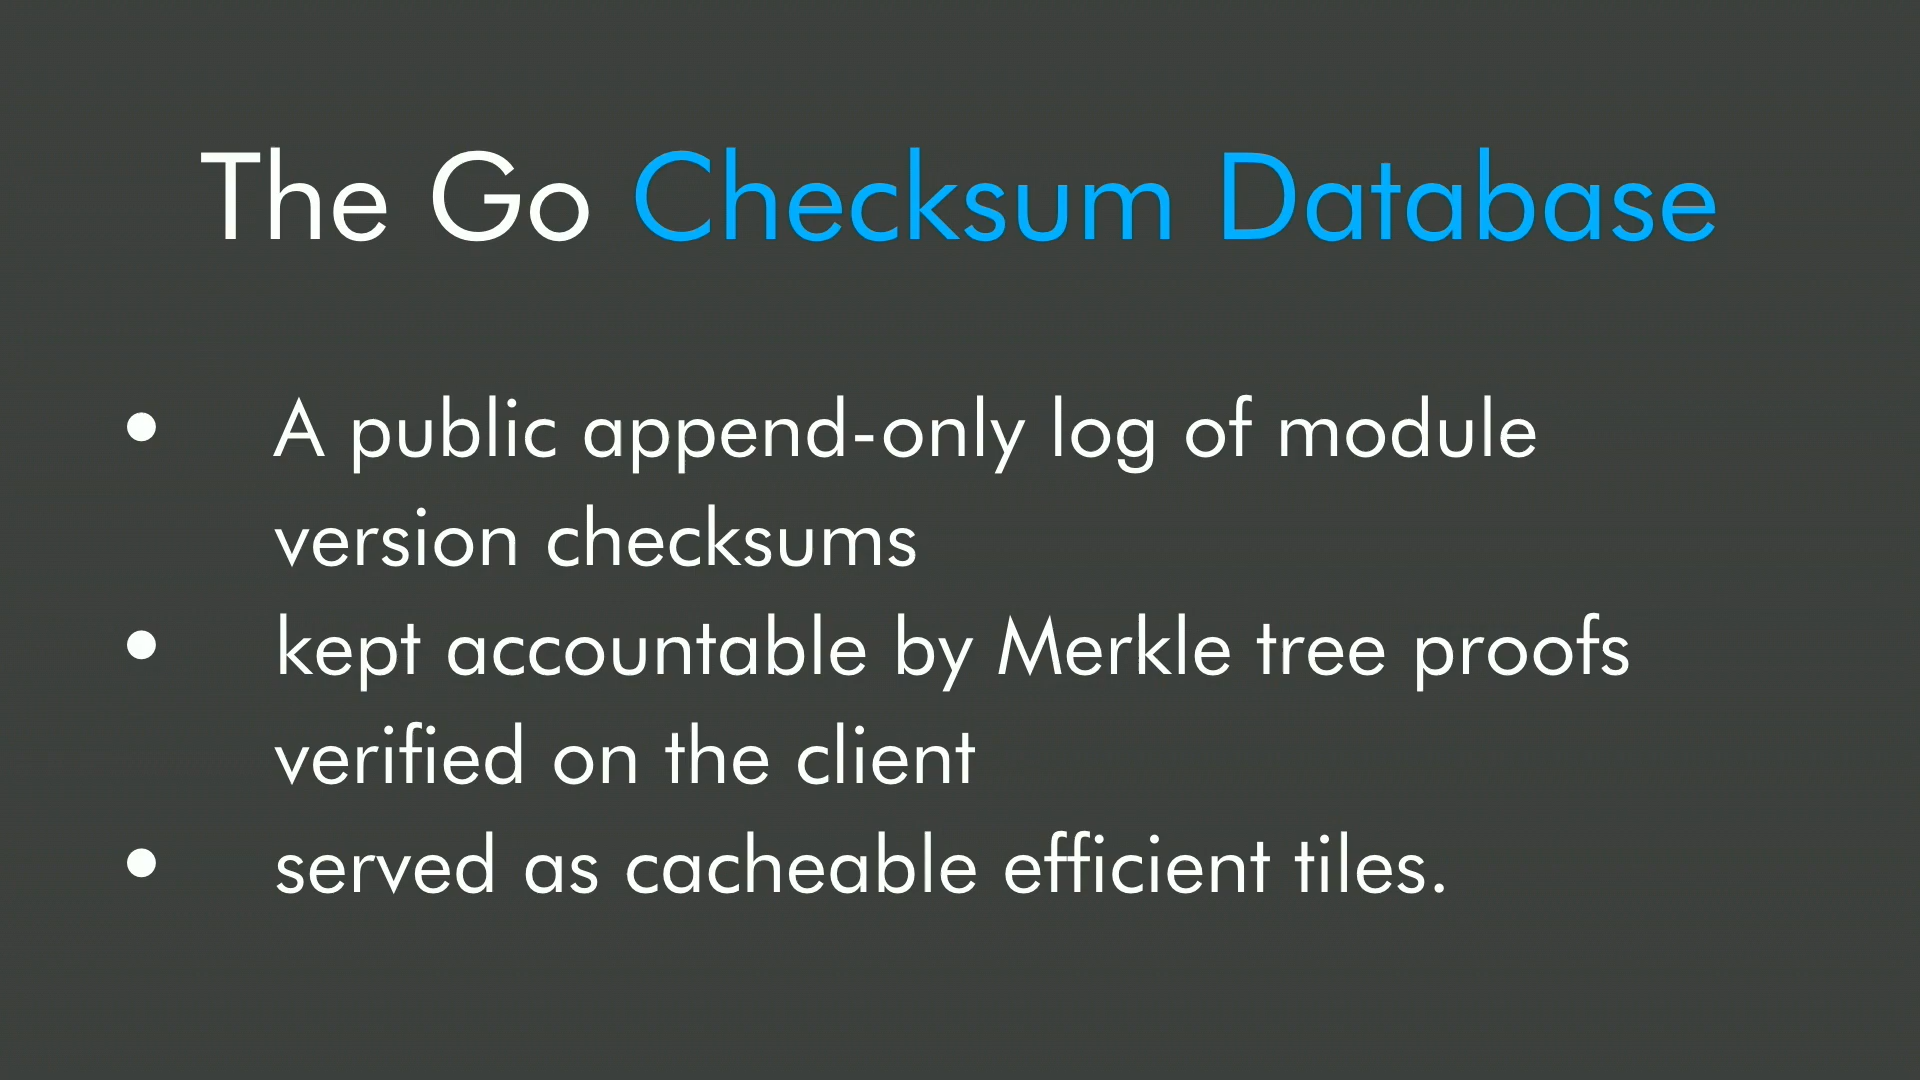 The Go Checksum Database
• A public append-only log of module
version checksums
• kept accountable by Merkle tree proofs
verified on the client
• served as cacheable efficient tiles.